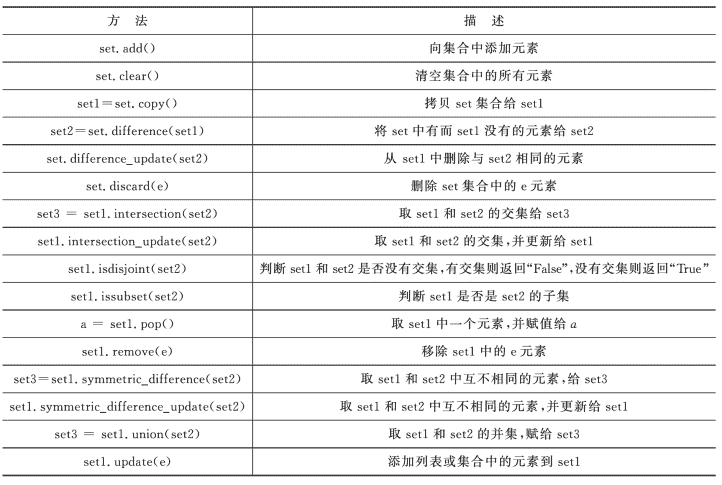 方 法 描 述
set.add() 向集合中添加元素
set.clear() 清空集合中的所有元素
set1=set.copy() 拷贝 set 集合给 set1
set2=set.difference(set1) 将 set 中有而 set1 没有的元素给 set2
set.difference_update(set2) 从 set1 中删除与 set2 相同的元素
set.discard(e) 删除 set 集合中的 e 元素
set3 = set1.intersection(set2) 取 set1 和 set2 的交集给 set3
set1.intersection_update(set2) 取 set1 和 set2 的交集,并更新给 set1
set1.isdisjoint(set2) 判断 set1 和 set2 是否没有交集,有交集则返回“False”,没有交集则返回“True”
set1.issubset(set2) 判断 set1 是否是 set2 的子集
a = set1.pop() 取 set1 中一个元素,并赋值给 a
set1.remove(e) 移除 set1 中的 e 元素
set3=set1.symmetric_difference(set2) 取 set1 和 set2 中互不相同的元素,给 set3
set1.symmetric_difference_update(set2) 取 set1 和 set2 中互不相同的元素,并更新给 set1
set3 = set1.union(set2) 取 set1 和 set2 的并集,赋给 set3
set1.update(e) 添加列表或集合中的元素到 set1